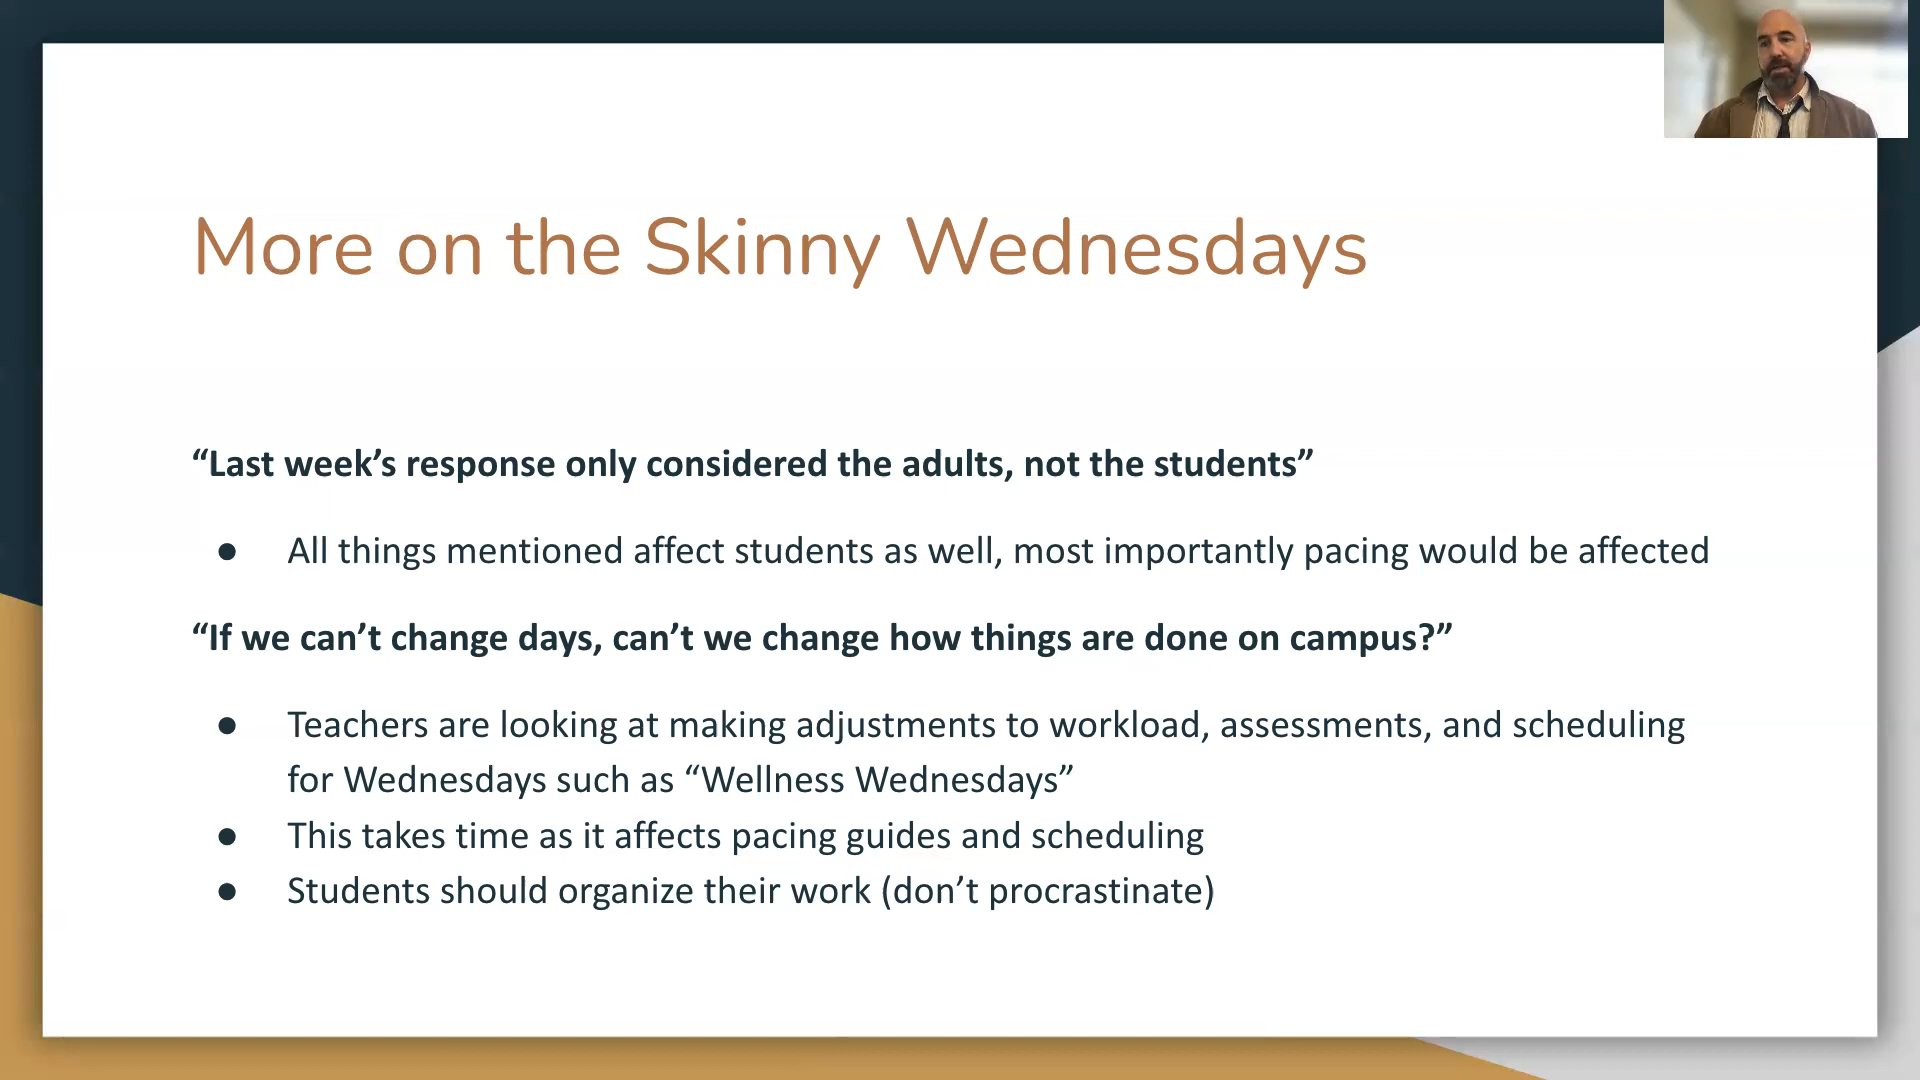 More on the Skinny Wednesdays
“Last week’s response only considered the adults, not the students”
● All things mentioned affect students as well, most importantly pacing would be affected
“If we can’t change days, can’t we change how things are done on campus?”
● Teachers are looking at making adjustments to workload, assessments, and scheduling
for Wednesdays such as “Wellness Wednesdays”
● This takes time as it affects pacing guides and scheduling
● Students should organize their work (don’t procrastinate)